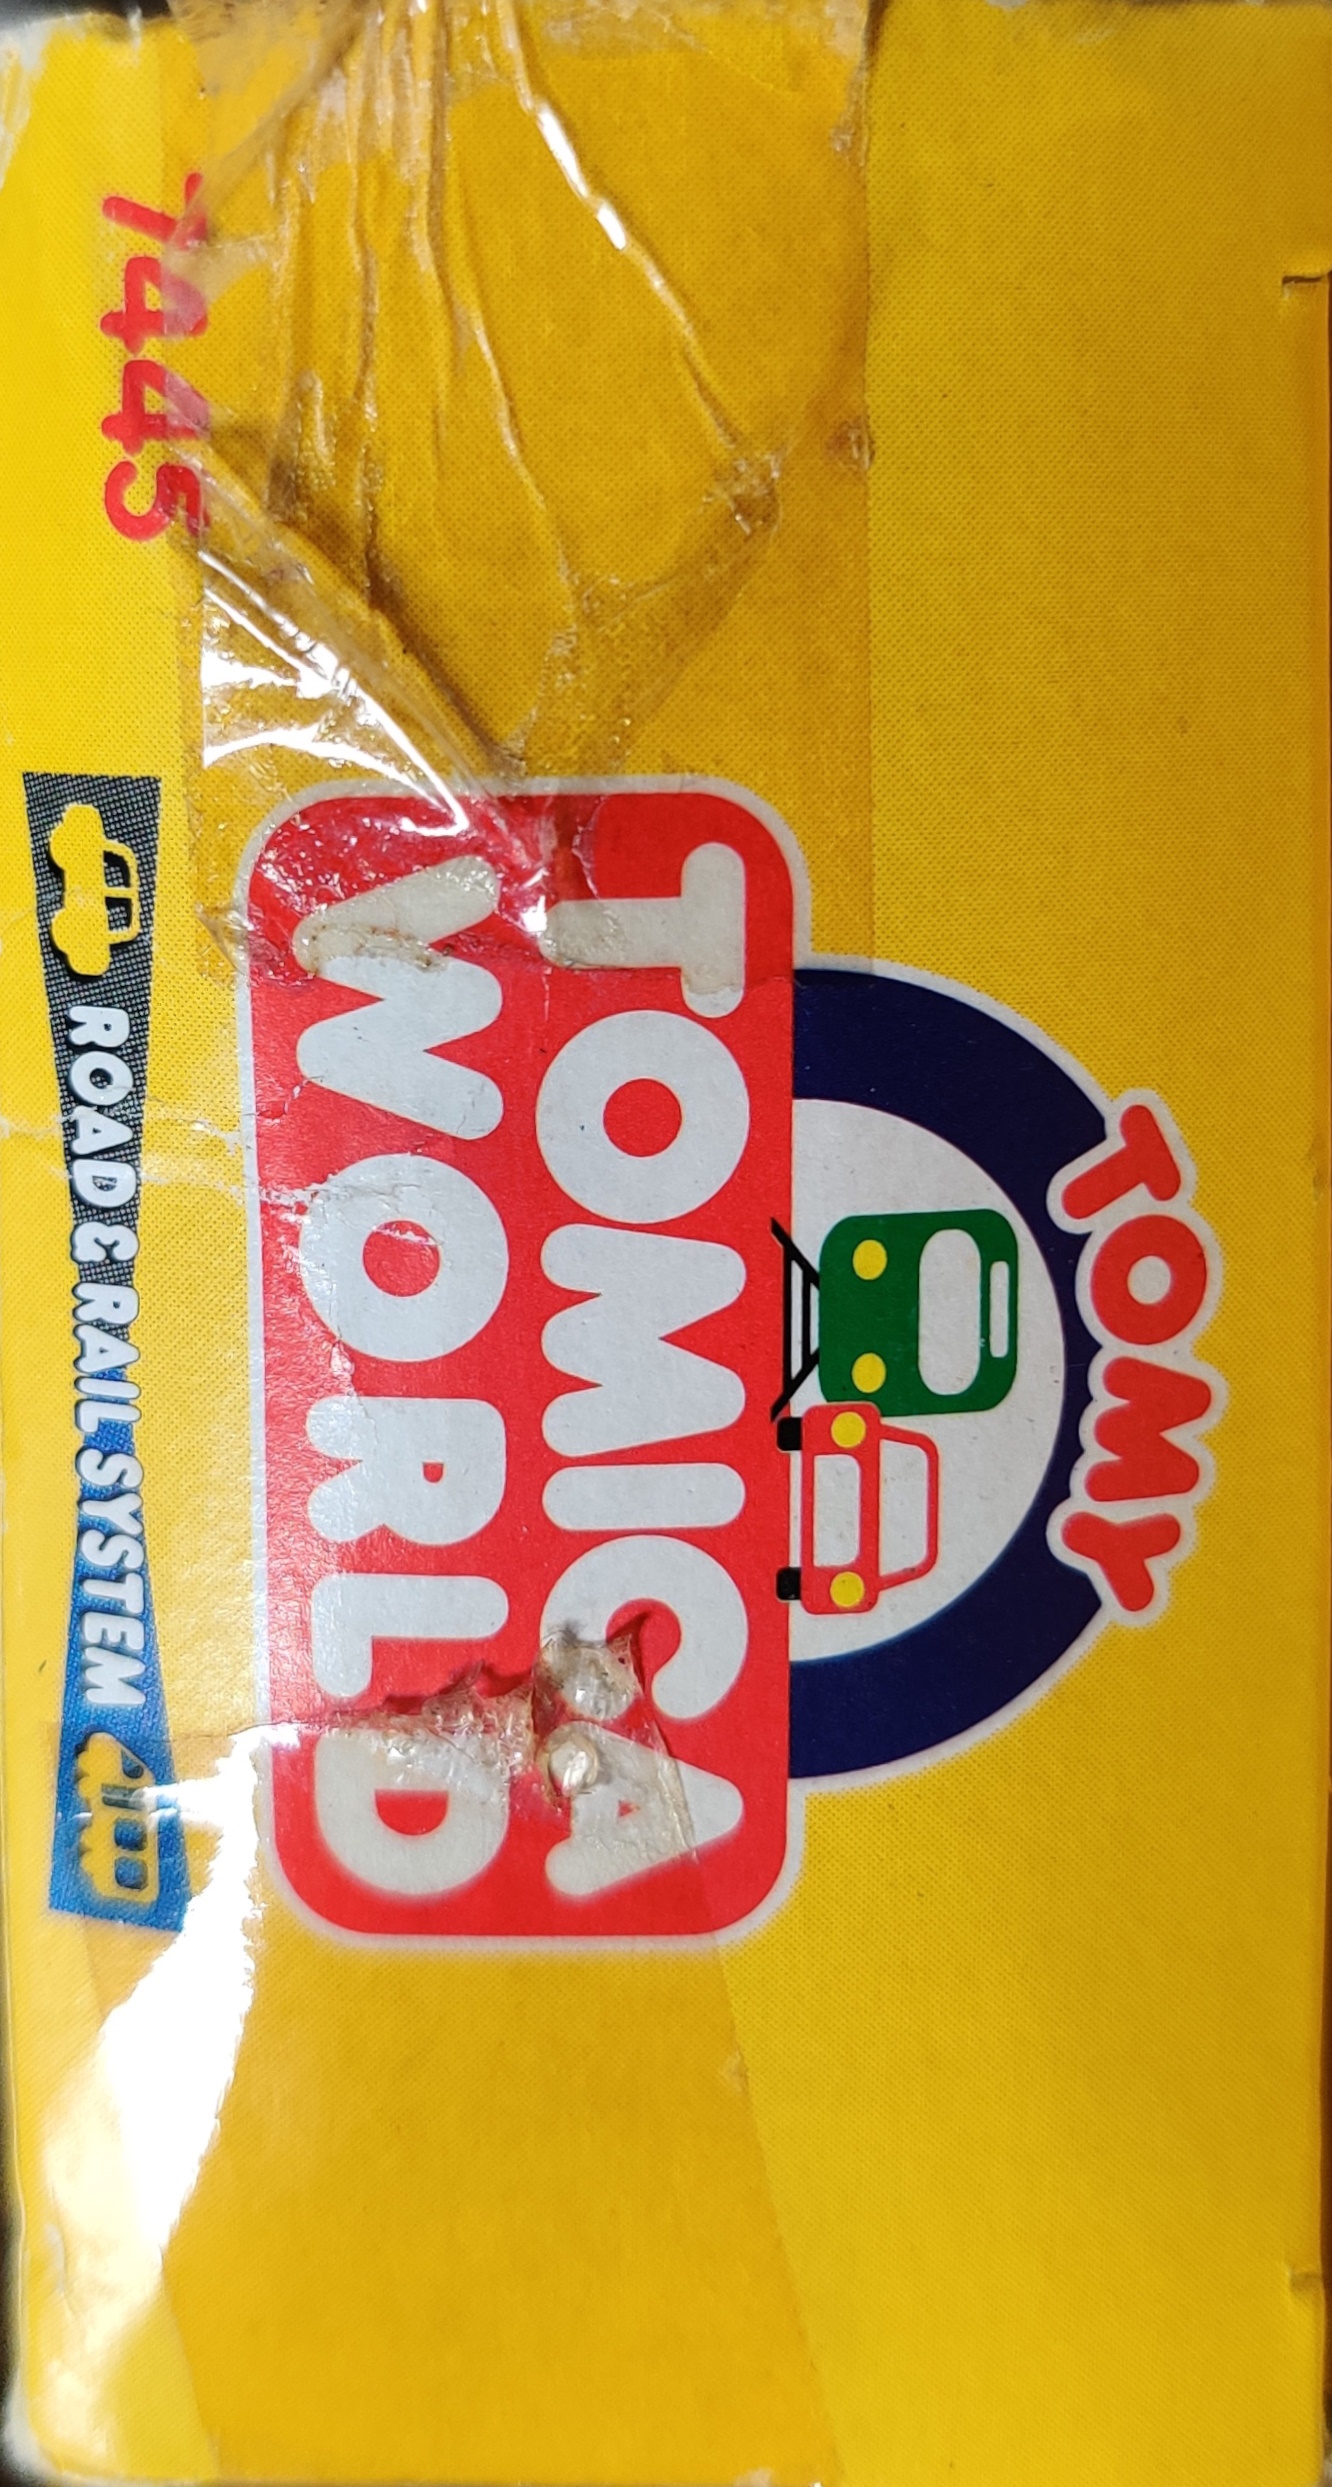 TOMY
TOMICA
WORLD
7445
ROAD & RAIL SYSTEM